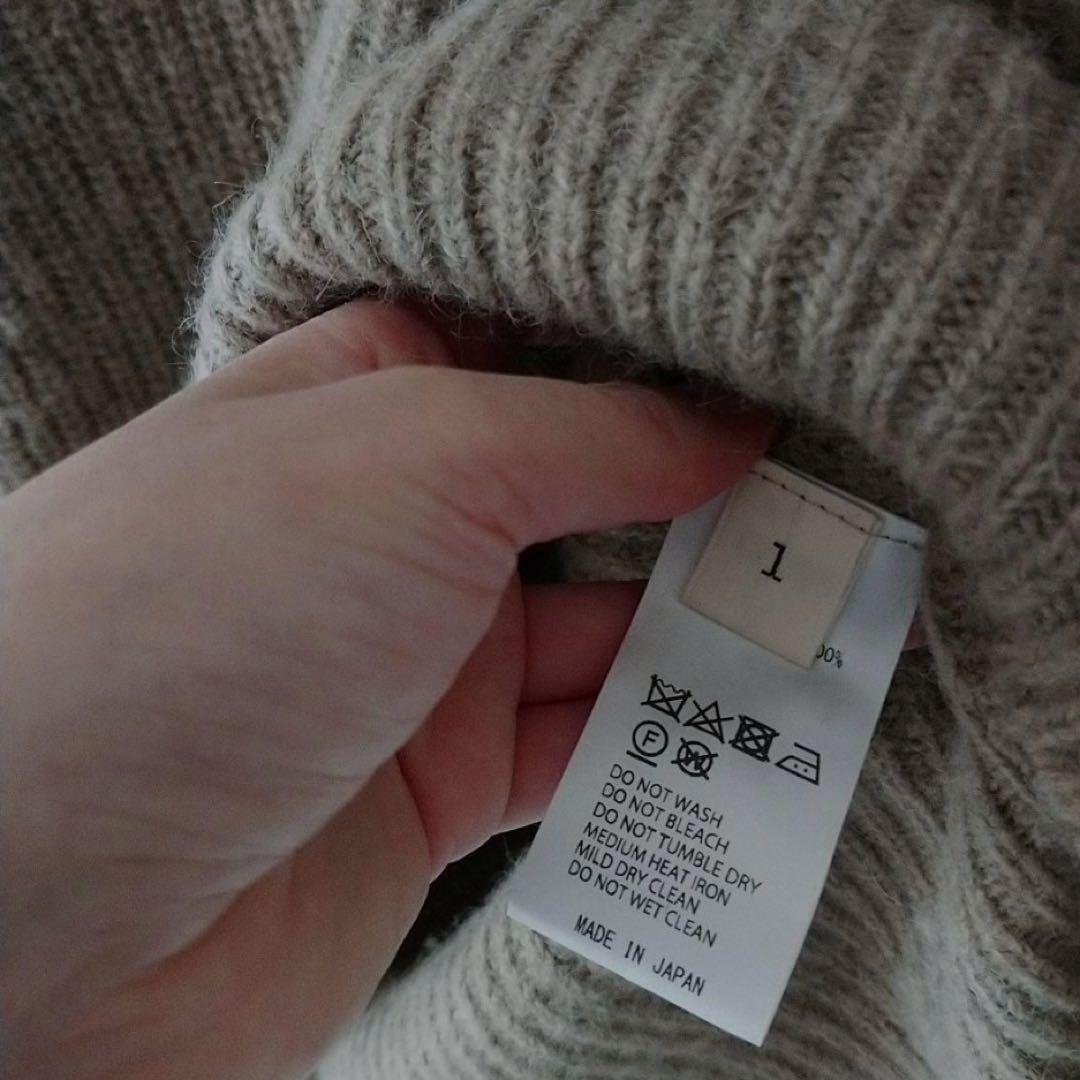 1
00%
F
W
DO NOT WASH
DO NOT BLEACH
DO NOT TUMBLE DRY
MEDIUM HEAT IRON
MILD DRY CLEAN
DO NOT WET CLEAN
MADE IN JAPAN